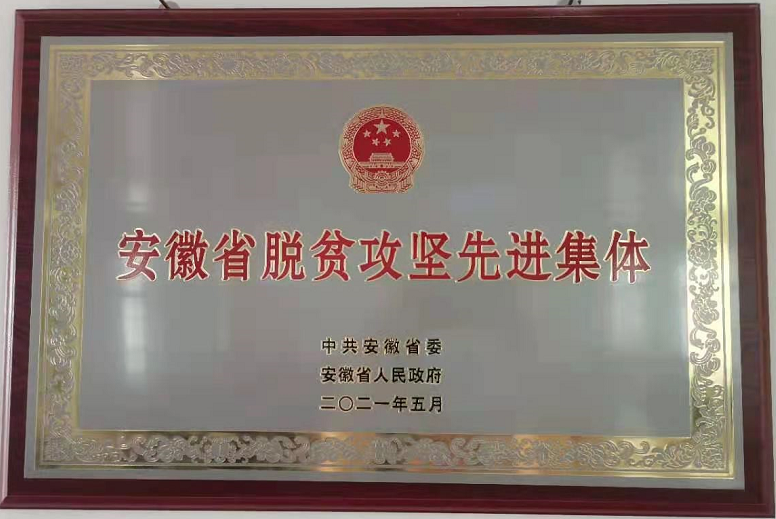 安徽省脱贫攻坚先进集体
中共安徽省委
安徽省人民政府
二〇二一年五月